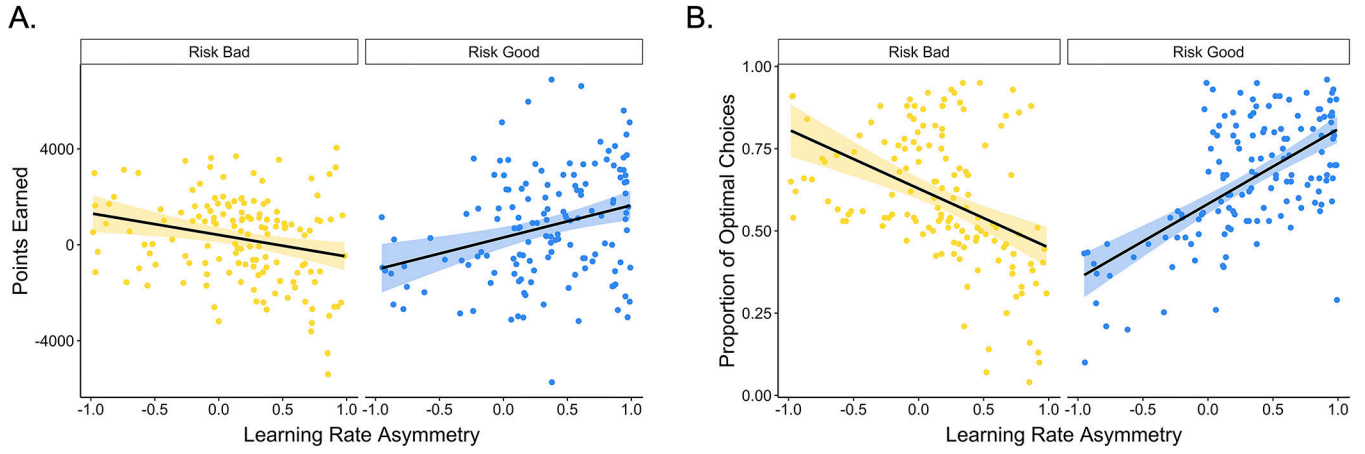 A.
Risk Bad
Risk Good
Points Earned
4000
0
-4000
-1.0 -0.5 0.0 0.5 1.0
-1.0 -0.5 0.0 0.5 1.0
Learning Rate Asymmetry
B.
Risk Bad
Risk Good
Proportion of Optimal Choices
1.00
0.75
0.50
0.25
0.00
-1.0 -0.5 0.0 0.5 1.0
-1.0 -0.5 0.0 0.5 1.0
Learning Rate Asymmetry